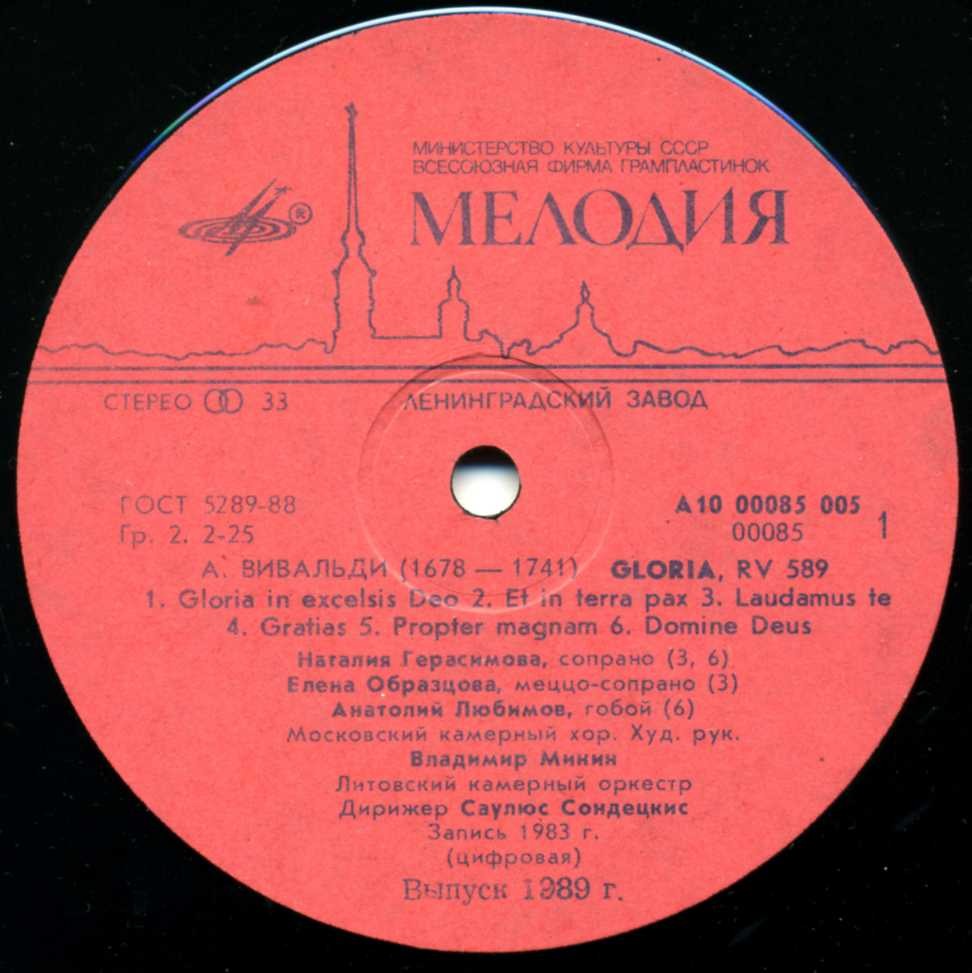 МИНИСТЕРСТВО КУЛЬТУРЫ СССР
ВСЕСОЮЗНАЯ ФИРМА ГРАМПЛАСТИНОК
МЕЛОДИЯ
®
СТЕРЕО 33 ЛЕНИНГРАДСКИЙ ЗАВОД
ГОСТ 5289-88 А10 00085 005
Гр. 2. 2-25 00085 1
А. ВИВАЛЬДИ (1678 — 1741) GLORIA, RV 589
1. Gloria in excelsis Deo 2. Et in terra pax 3. Laudamus te
4. Gratias 5. Propter magnam 6. Domine Deus
Наталия Герасимова, сопрано (3, 6)
Елена Образцова, меццо-сопрано (3)
Анатолий Любимов, гобой (6)
Московский камерный хор. Худ. рук.
Владимир Минин
Литовский камерный оркестр
Дирижер Саулюс Сондецкис
Запись 1983 г.
(цифровая)
Выпуск 1989 г.